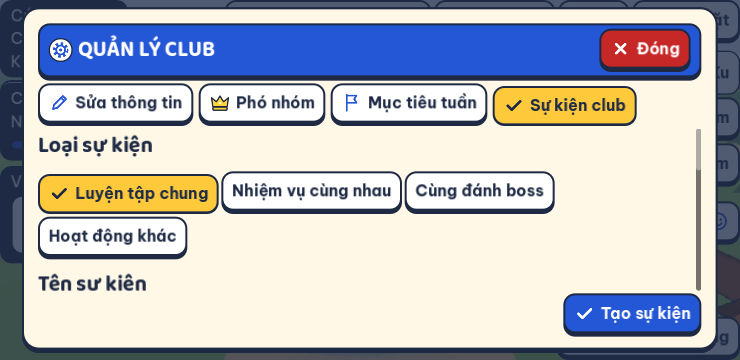 QUẢN LÝ CLUB
Đóng
Sửa thông tin
Phó nhóm
Mục tiêu tuần
Sự kiện club
Loại sự kiện
Luyện tập chung
Nhiệm vụ cùng nhau
Cùng đánh boss
Hoạt động khác
Tên sự kiện
Tạo sự kiện